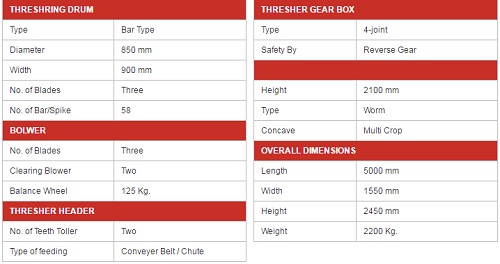 THRESHRING DRUM
Type Bar Type
Diameter 850 mm
Width 900 mm
No. of Blades Three
No. of Bar/Spike 58
BOLWER
No. of Blades Three
Clearing Blower Two
Balance Wheel 125 Kg.
THRESHER HEADER
No. of Teeth Toller Two
Type of feeding Conveyer Belt / Chute
THRESHER GEAR BOX
Type 4-joint
Safety By Reverse Gear
Height 2100 mm
Type Worm
Concave Multi Crop
OVERALL DIMENSIONS
Length 5000 mm
Width 1550 mm
Height 2450 mm
Weight 2200 Kg.